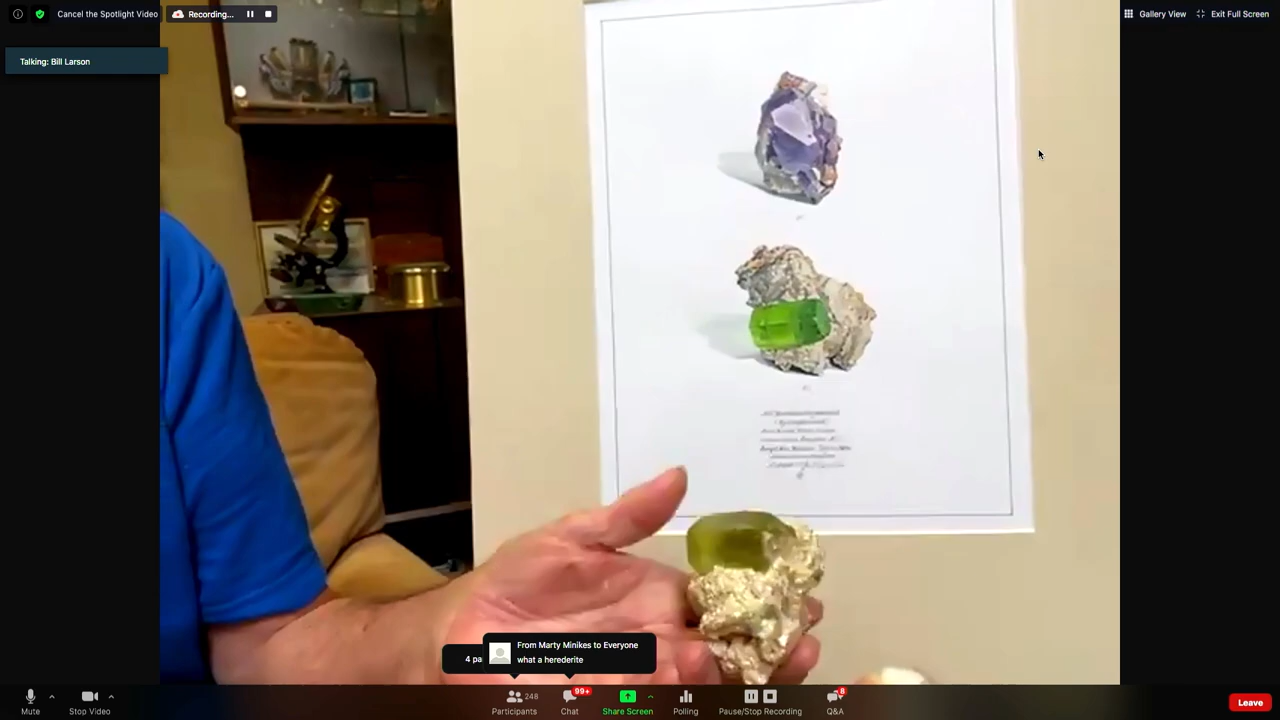 Cancel the Spotlight Video
Recording...
Gallery View
Exit Full Screen
Talking: Bill Larson
4 pa
From Marty Minikes to Everyone
what a herederite
Mute
Stop Video
248
Participants
99+
Chat
Share Screen
Polling
Pause/Stop Recording
8
Q&A
Leave